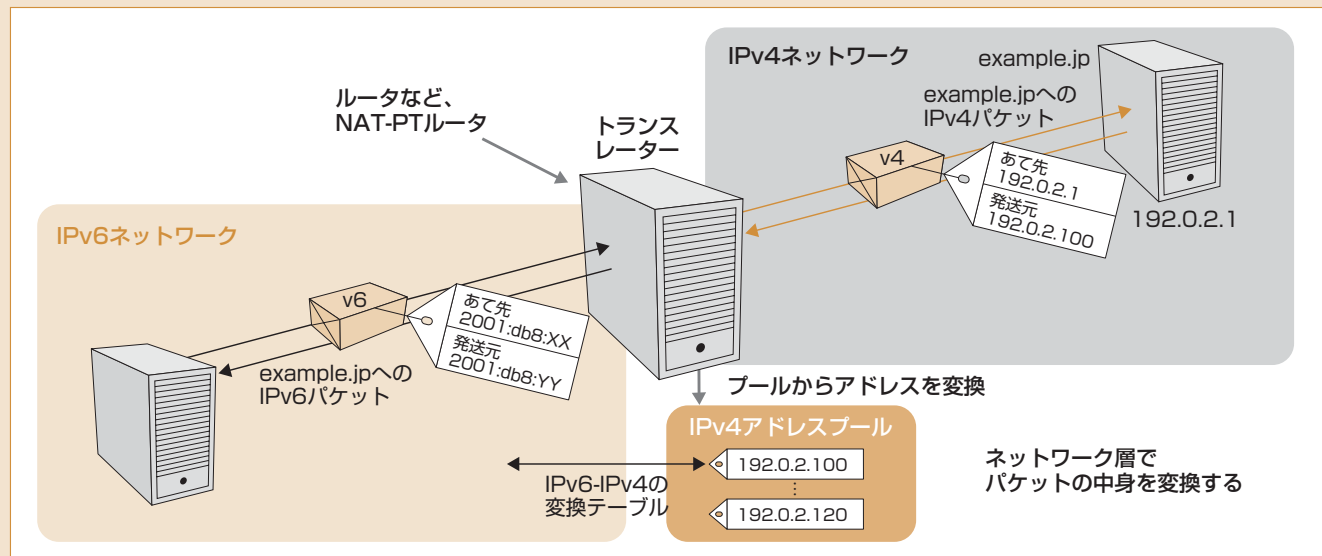 IPv4ネットワーク
example.jp
example.jpへの
IPv4パケット
ルータなど、
NAT-PTルータ
トランス
レーター
v4
あて先
192.0.2.1
発送元
192.0.2.100
192.0.2.1
IPv6ネットワーク
v6
あて先
2001:db8:XX
発送元
2001:db8:YY
example.jpへの
IPv6パケット
プールからアドレスを変換
IPv4アドレスプール
192.0.2.100
⋮
192.0.2.120
IPv6-IPv4の
変換テーブル
ネットワーク層で
パケットの中身を変換する